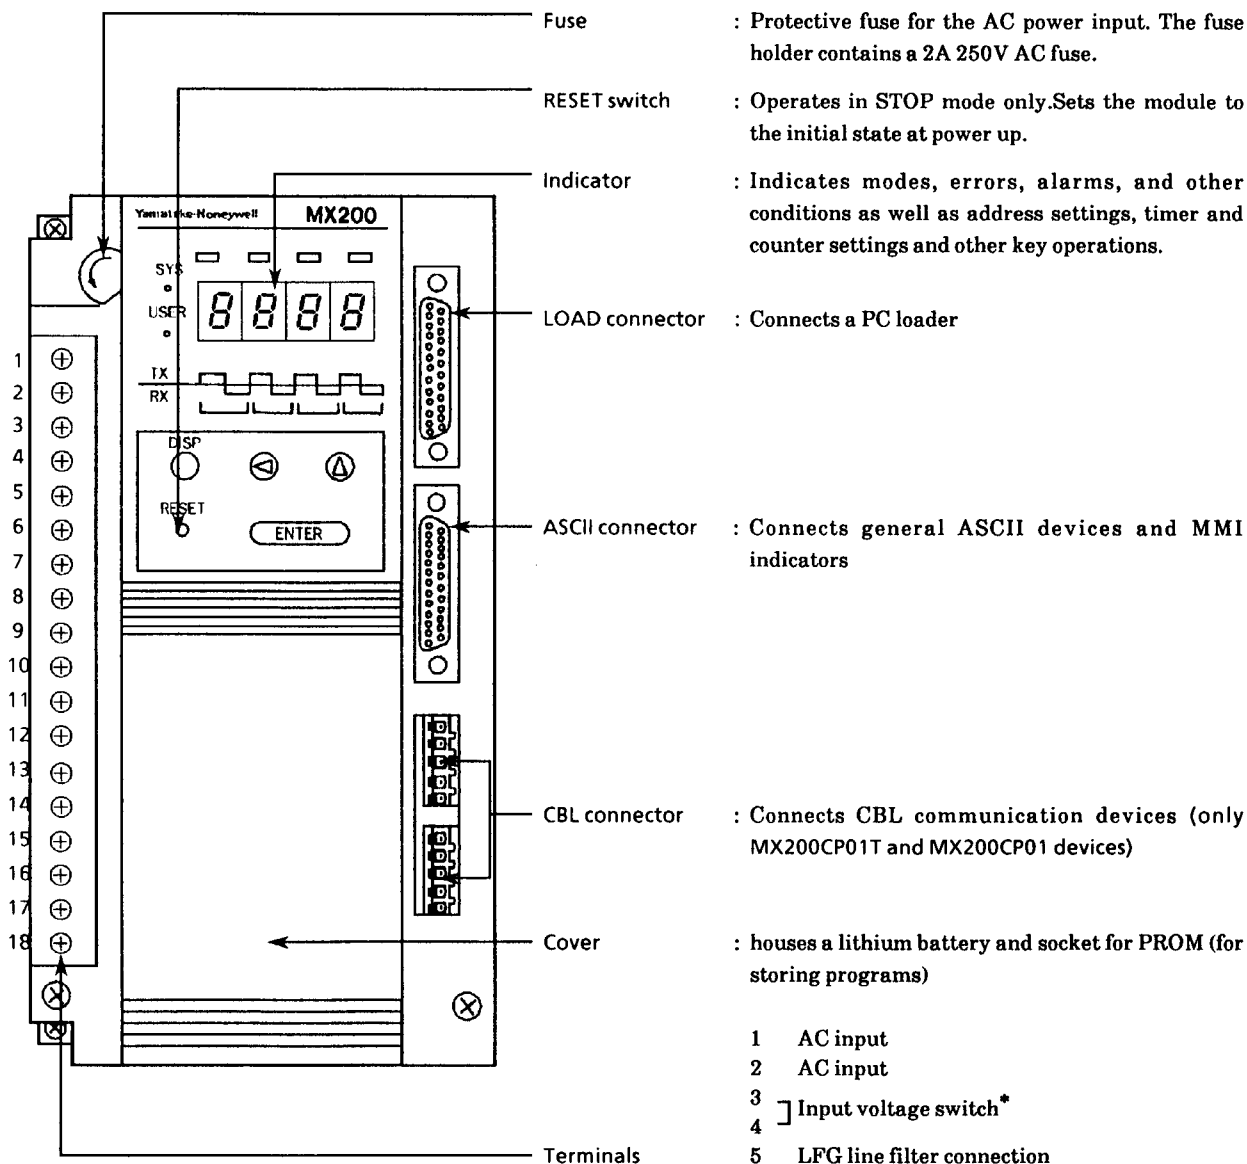 Fuse : Protective fuse for the AC power input. The fuse
holder contains a 2A 250V AC fuse.
RESET switch : Operates in STOP mode only.Sets the module to
the initial state at power up.
Indicator : Indicates modes, errors, alarms, and other
conditions as well as address settings, timer and
counter settings and other key operations.
LOAD connector : Connects a PC loader
ASCII connector : Connects general ASCII devices and MMI
indicators
CBL connector : Connects CBL communication devices (only
MX200CP01T and MX200CP01 devices)
Cover : houses a lithium battery and socket for PROM (for
storing programs)
Terminals
1 AC input
2 AC input
3
4
Input voltage switch*
5 LFG line filter connection
Yamatake-Honeywell MX200
SYS
USER
8 8 8 8
TX
RX
DISP
RESET
ENTER
1
2
3
4
5
6
7
8
9
10
11
12
13
14
15
16
17
18